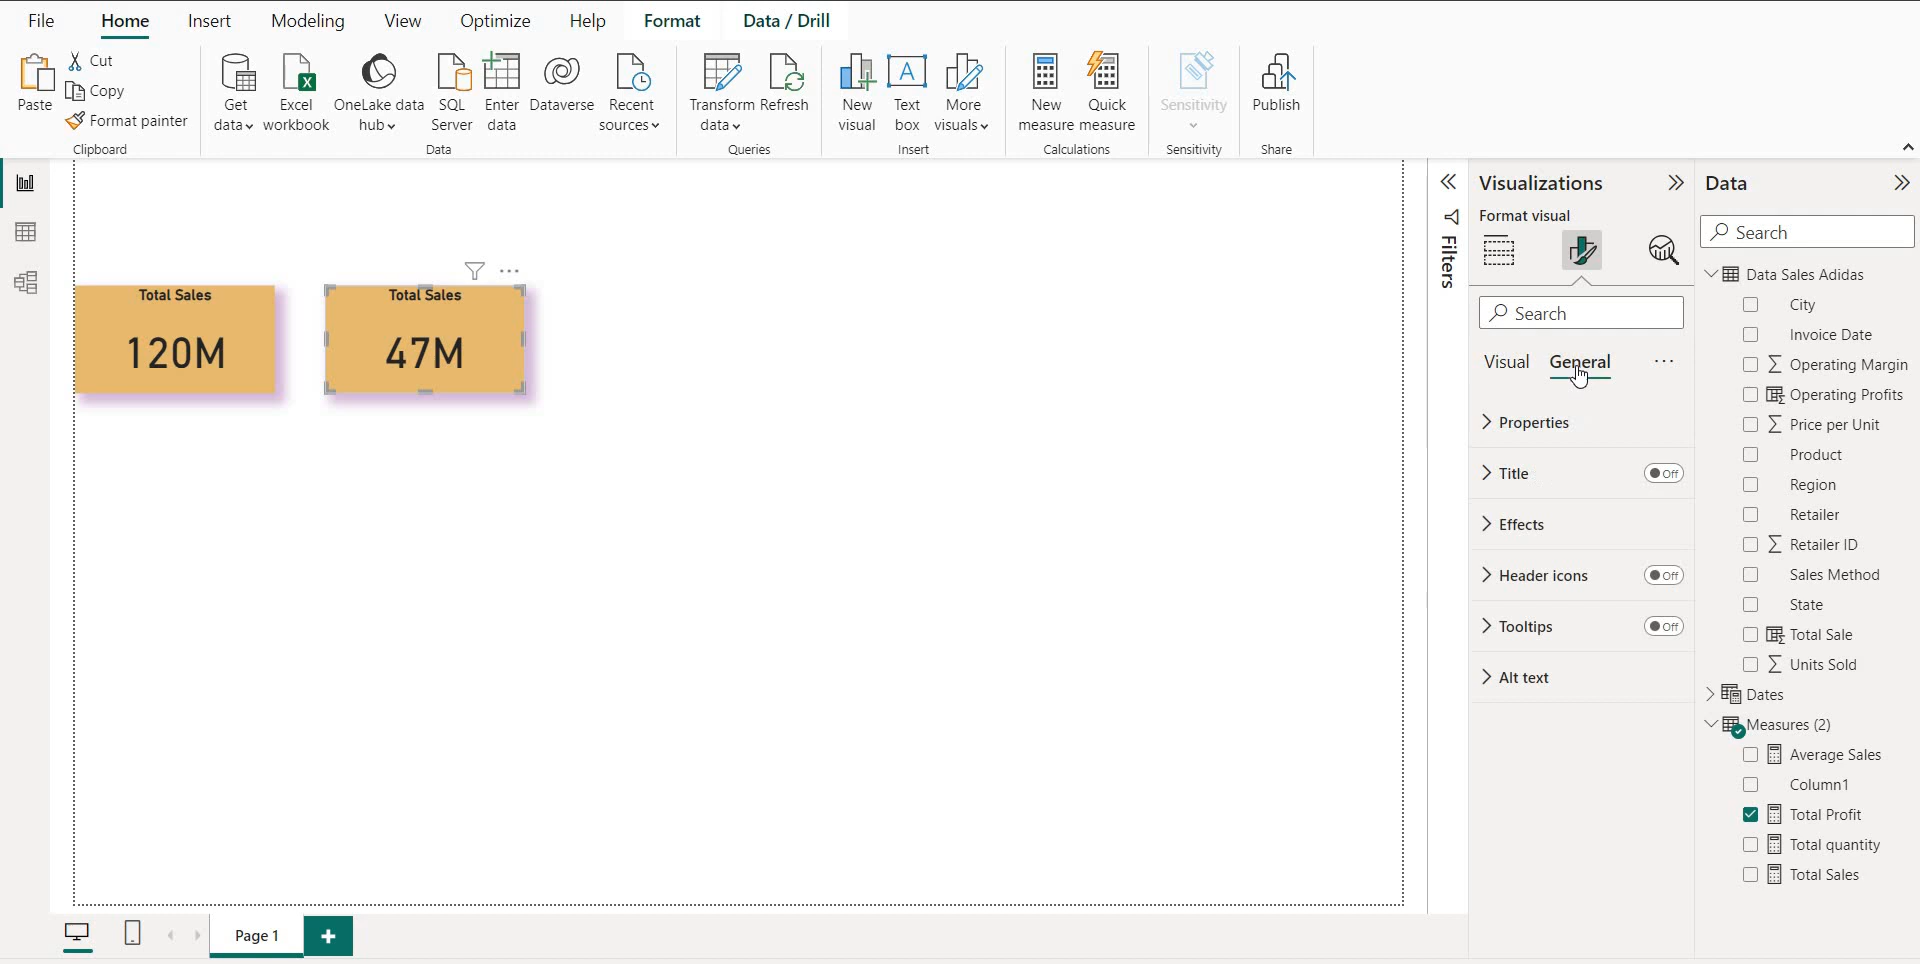 File Home Insert Modeling View Optimize Help Format Data / Drill
Paste
Cut
Copy
Format painter
Clipboard
Get data
Excel workbook
OneLake data hub
SQL Server
Enter data
Dataverse
Recent sources
Data
Transform data
Refresh
Queries
New visual
A
Text box
More visuals
Insert
New measure
Quick measure
Calculations
Sensitivity
Sensitivity
Publish
Share
Total Sales
120M
Total Sales
47M
Filters
Visualizations
Format visual
Search
Visual General
Properties
Title Off
Effects
Header icons Off
Tooltips Off
Alt text
Data
Search
Data Sales Adidas
City
Invoice Date
Operating Margin
Operating Profits
Price per Unit
Product
Region
Retailer
Retailer ID
Sales Method
State
Total Sale
Units Sold
Dates
Measures (2)
Average Sales
Column1
Total Profit
Total quantity
Total Sales
Page 1